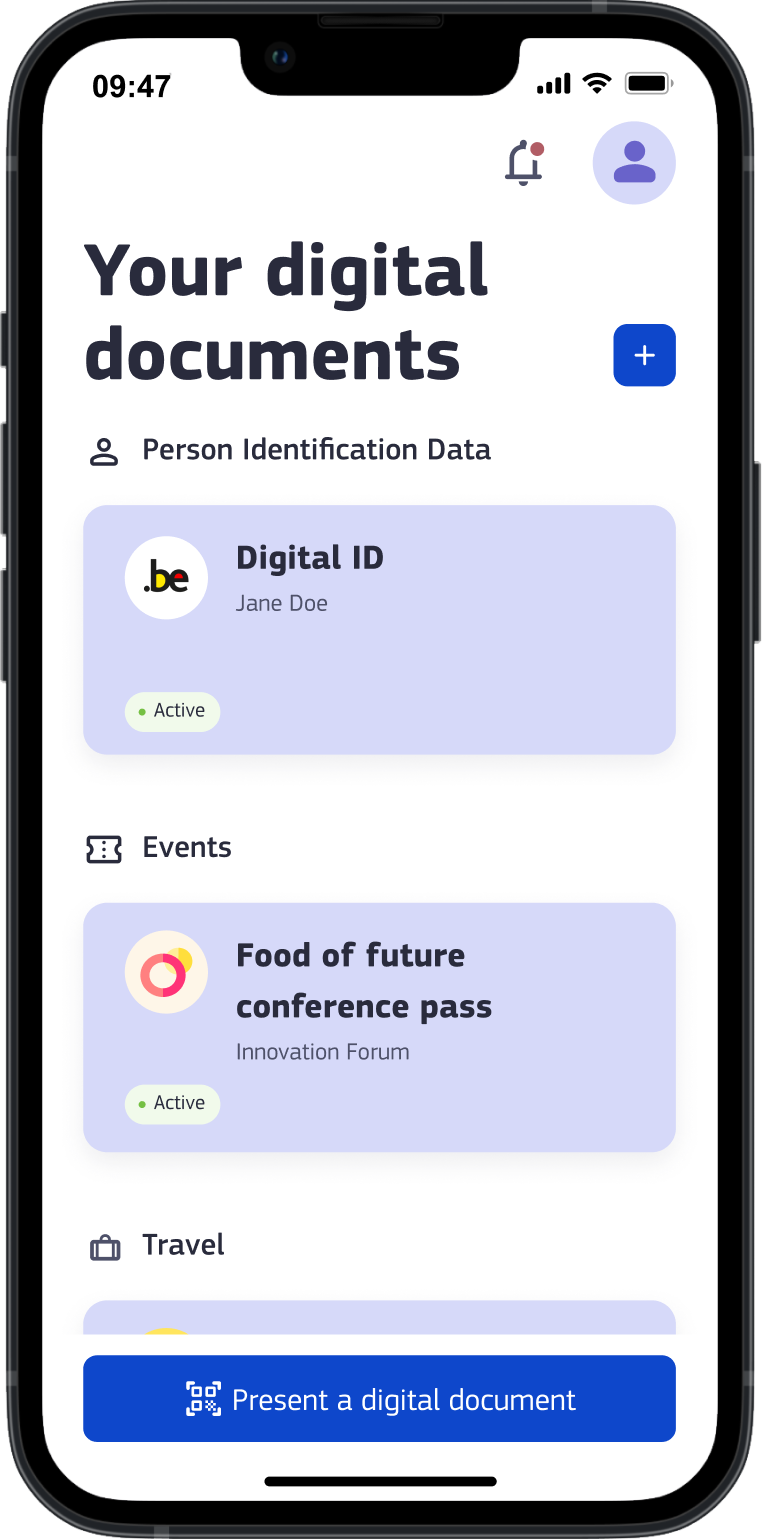 09:47
Your digital
documents
+
Person Identification Data
.be
Digital ID
Jane Doe
Active
Events
Food of future
conference pass
Innovation Forum
Active
Travel
Present a digital document